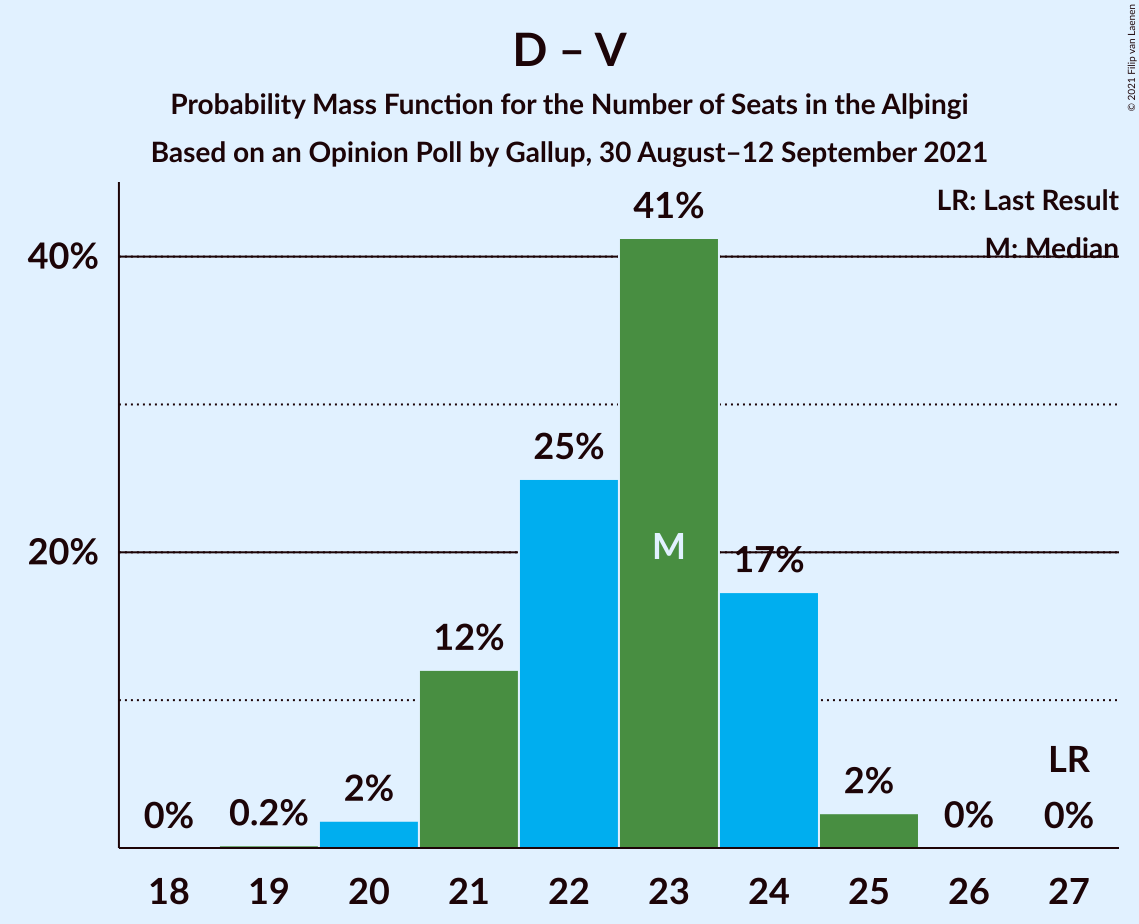 D – V
Probability Mass Function for the Number of Seats in the Alþingi
Based on an Opinion Poll by Gallup, 30 August–12 September 2021
© 2021 Filip van Laenen
LR: Last Result
M: Median
40%
20%
0%
0.2%
2%
12%
25%
41%
M
17%
2%
0%
LR
0%
18 19 20 21 22 23 24 25 26 27